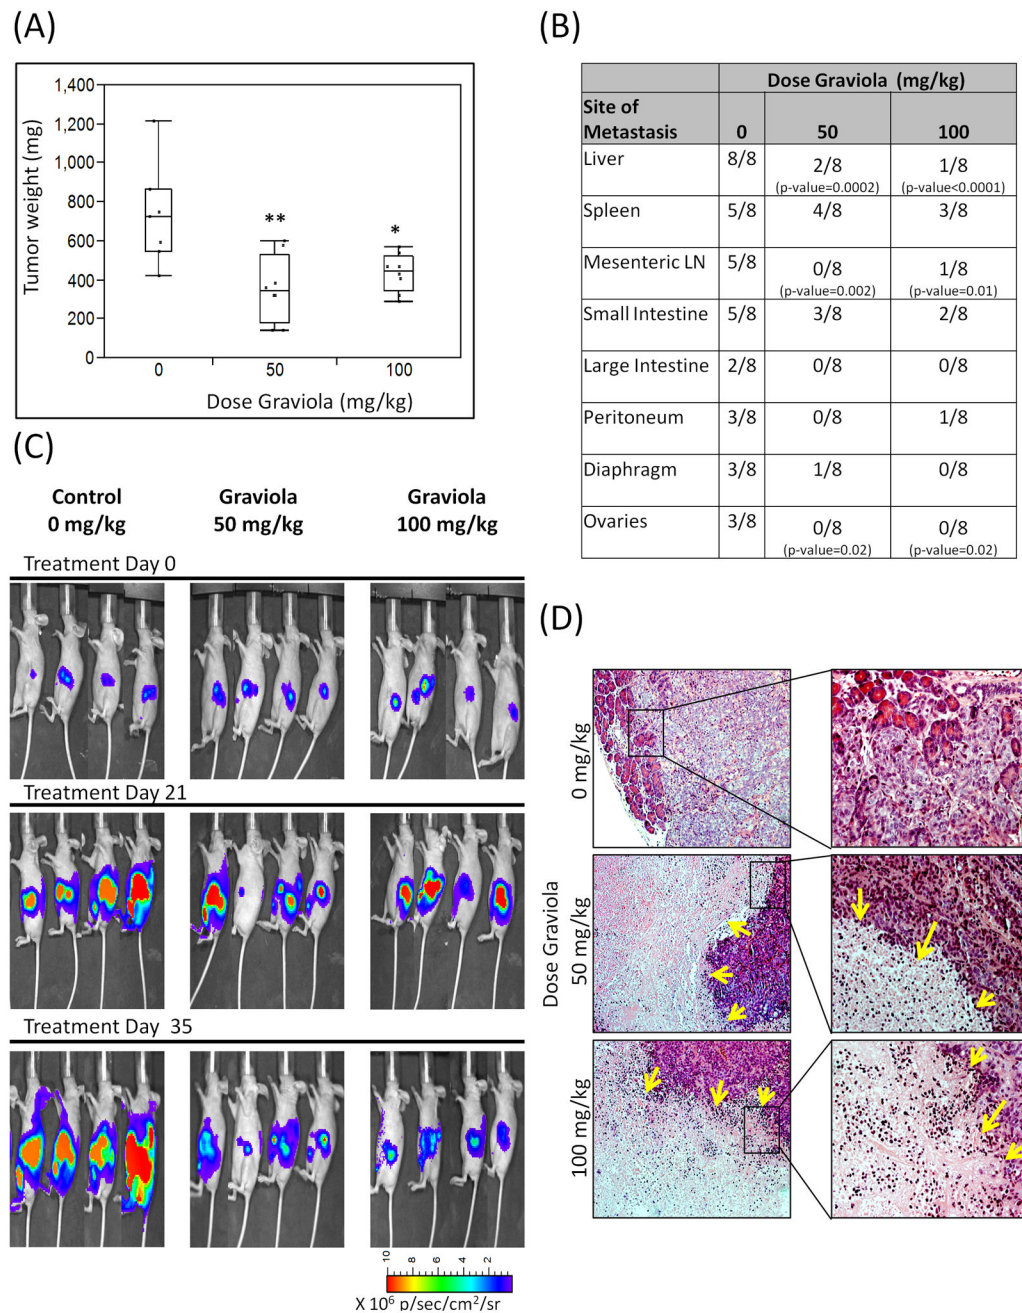 (A)
1,400
1,200
1,000
800
600
400
200
0
Tumor weight (mg)
**
*
0 50 100
Dose Graviola (mg/kg)
(B)
Dose Graviola (mg/kg)
Site of
Metastasis 0 50 100
Liver 8/8 2/8 1/8
(p-value=0.0002) (p-value<0.0001)
Spleen 5/8 4/8 3/8
Mesenteric LN 5/8 0/8 1/8
(p-value=0.002) (p-value=0.01)
Small Intestine 5/8 3/8 2/8
Large Intestine 2/8 0/8 0/8
Peritoneum 3/8 0/8 1/8
Diaphragm 3/8 1/8 0/8
Ovaries 3/8 0/8 0/8
(p-value=0.02) (p-value=0.02)
(C)
Control Graviola Graviola
0 mg/kg 50 mg/kg 100 mg/kg
Treatment Day 0
Treatment Day 21
Treatment Day 35
10 8 6 4 2
X 10⁶ p/sec/cm²/sr
(D)
Dose Graviola
0 mg/kg
50 mg/kg
100 mg/kg